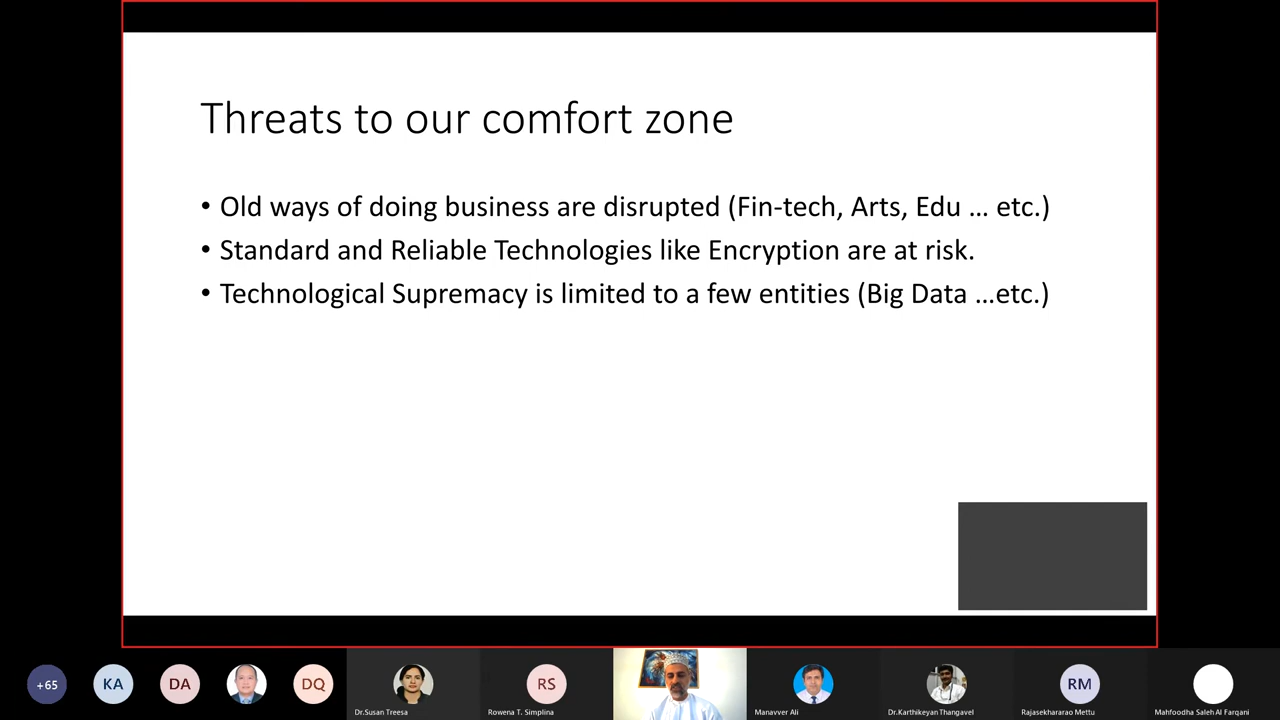 Threats to our comfort zone
• Old ways of doing business are disrupted (Fin-tech, Arts, Edu … etc.)
• Standard and Reliable Technologies like Encryption are at risk.
• Technological Supremacy is limited to a few entities (Big Data …etc.)
+65
KA
DA
DQ
Dr.Susan Treesa
RS
Rowena T. Simplina
Manavver Ali
Dr.Karthikeyan Thangavel
RM
Rajasekhararao Mettu
Mahfoodha Saleh Al Farqani